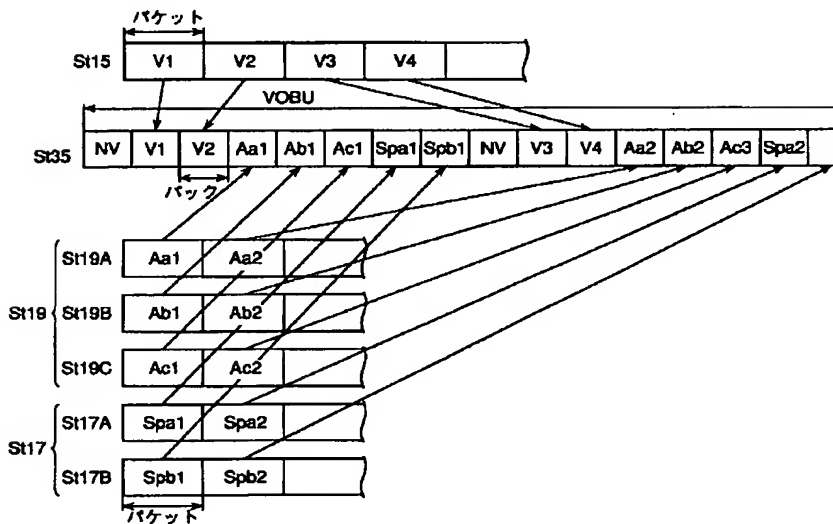 パケット
St15 V1 V2 V3 V4
VOBU
St35 NV V1 V2 Aa1 Ab1 Ac1 Spa1 Spb1 NV V3 V4 Aa2 Ab2 Ac3 Spa2
パック
St19
St19A Aa1 Aa2
St19B Ab1 Ab2
St19C Ac1 Ac2
St17
St17A Spa1 Spa2
St17B Spb1 Spb2
パケット